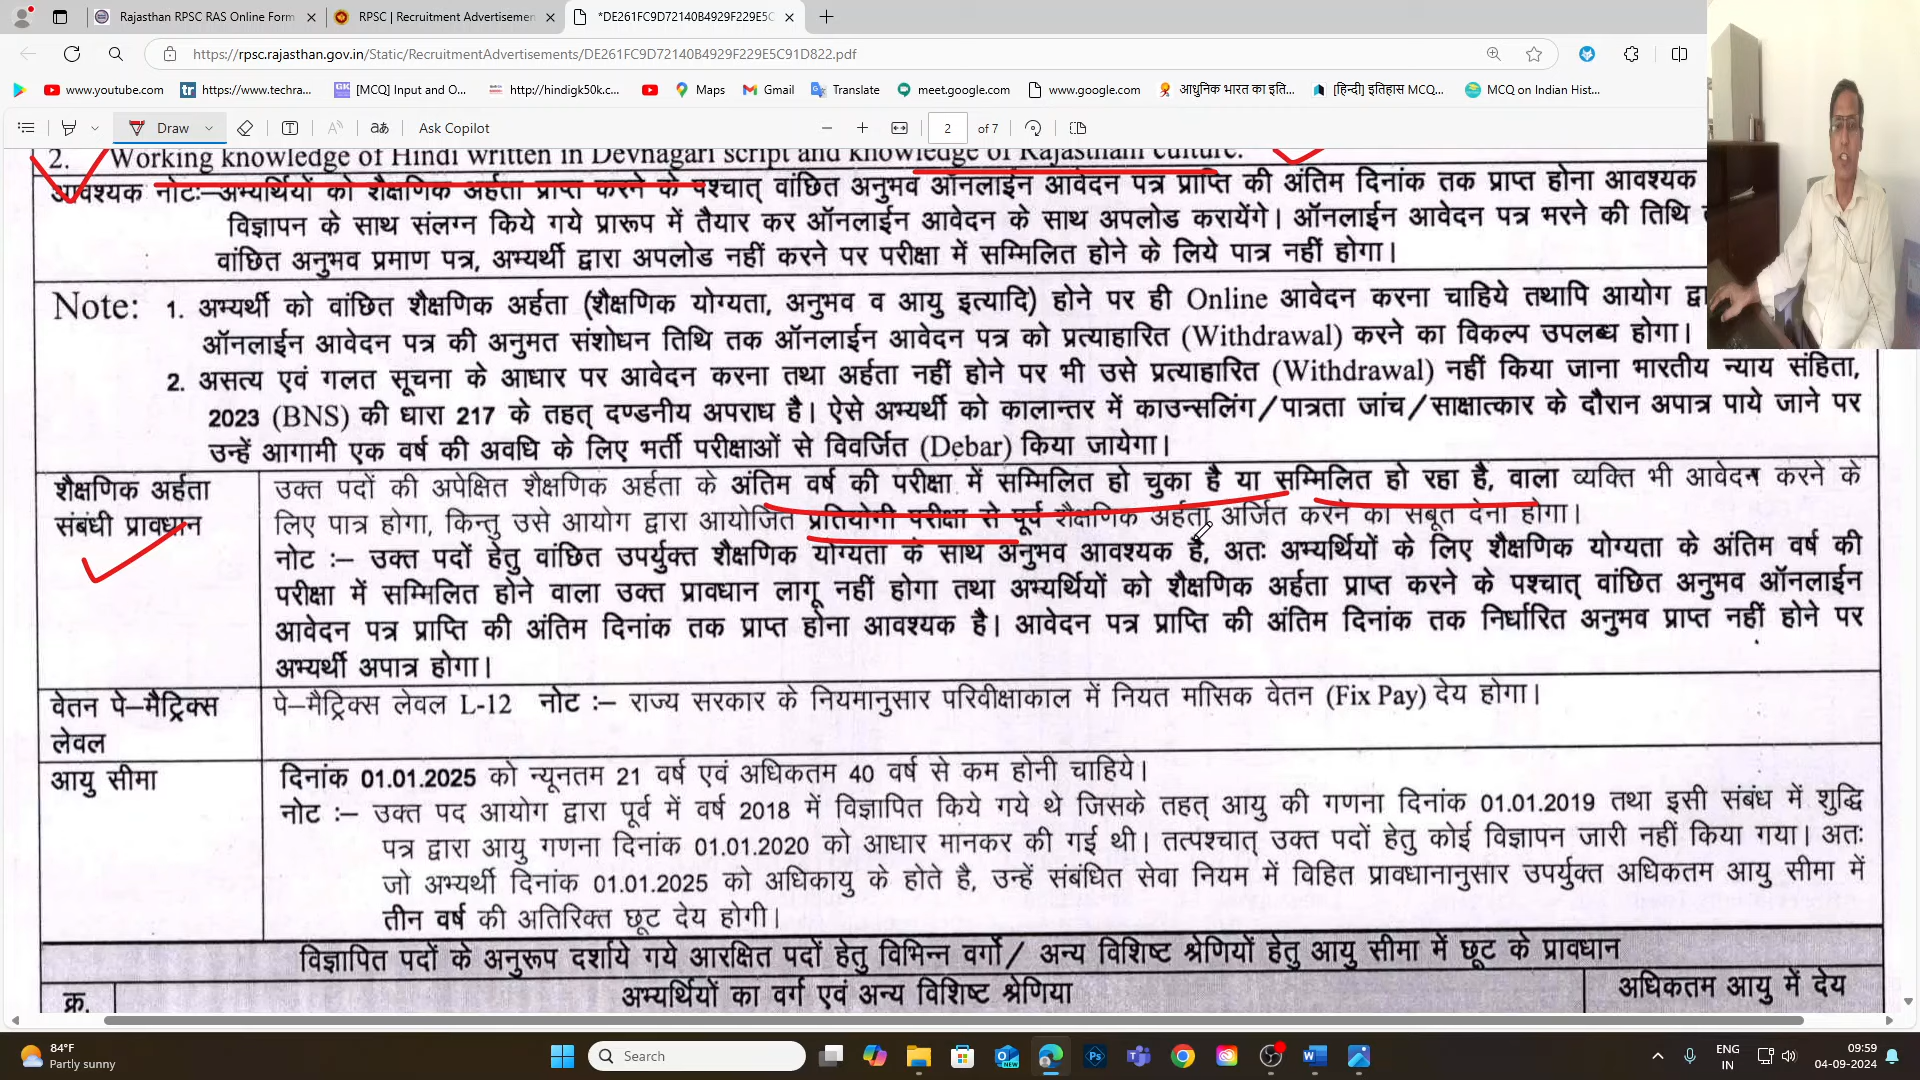 Rajasthan RPSC RAS Online Form
RPSC | Recruitment Advertisemen
*DE261FC9D72140B4929F229E5C
https://rpsc.rajasthan.gov.in/Static/RecruitmentAdvertisements/DE261FC9D72140B4929F229E5C91D822.pdf
www.youtube.com
https://www.techra...
[MCQ] Input and O...
http://hindigk50k.c...
Maps
Gmail
Translate
meet.google.com
www.google.com
आधुनिक भारत का इति...
[हिन्दी] इतिहास MCQ...
MCQ on Indian Hist...
Draw
Ask Copilot
2 of 7
2. Working knowledge of Hindi written in Devnagari script and knowledge of Rajasthani culture.
आवश्यक नोटः–अभ्यर्थियों को शैक्षणिक अर्हता प्राप्त करने के पश्चात् वांछित अनुभव ऑनलाईन आवेदन पत्र प्राप्ति की अंतिम दिनांक तक प्राप्त होना आवश्यक
विज्ञापन के साथ संलग्न किये गये प्रारूप में तैयार कर ऑनलाईन आवेदन के साथ अपलोड करायेंगे। ऑनलाईन आवेदन पत्र भरने की तिथि
वांछित अनुभव प्रमाण पत्र, अभ्यर्थी द्वारा अपलोड नहीं करने पर परीक्षा में सम्मिलित होने के लिये पात्र नहीं होगा।
Note: 1. अभ्यर्थी को वांछित शैक्षणिक अर्हता (शैक्षणिक योग्यता, अनुभव व आयु इत्यादि) होने पर ही Online आवेदन करना चाहिये तथापि आयोग
ऑनलाईन आवेदन पत्र की अनुमत संशोधन तिथि तक ऑनलाईन आवेदन पत्र को प्रत्याहारित (Withdrawal) करने का विकल्प उपलब्ध होगा।
2. असत्य एवं गलत सूचना के आधार पर आवेदन करना तथा अर्हता नहीं होने पर भी उसे प्रत्याहारित (Withdrawal) नहीं किया जाना भारतीय न्याय संहिता,
2023 (BNS) की धारा 217 के तहत् दण्डनीय अपराध है। ऐसे अभ्यर्थी को कालान्तर में काउन्सलिंग/पात्रता जांच/साक्षात्कार के दौरान अपात्र पाये जाने पर
उन्हें आगामी एक वर्ष की अवधि के लिए भर्ती परीक्षाओं से विवर्जित (Debar) किया जायेगा।
शैक्षणिक अर्हता
संबंधी प्रावधान
उक्त पदों की अपेक्षित शैक्षणिक अर्हता के अंतिम वर्ष की परीक्षा में सम्मिलित हो चुका है या सम्मिलित हो रहा है, वाला व्यक्ति भी आवेदन करने के
लिए पात्र होगा, किन्तु उसे आयोग द्वारा आयोजित प्रतियोगी परीक्षा से पूर्व शैक्षणिक अर्हता अर्जित करने का सबूत देना होगा।
नोट :– उक्त पदों हेतु वांछित उपर्युक्त शैक्षणिक योग्यता के साथ अनुभव आवश्यक है, अतः अभ्यर्थियों के लिए शैक्षणिक योग्यता के अंतिम वर्ष की
परीक्षा में सम्मिलित होने वाला उक्त प्रावधान लागू नहीं होगा तथा अभ्यर्थियों को शैक्षणिक अर्हता प्राप्त करने के पश्चात् वांछित अनुभव ऑनलाईन
आवेदन पत्र प्राप्ति की अंतिम दिनांक तक प्राप्त होना आवश्यक है। आवेदन पत्र प्राप्ति की अंतिम दिनांक तक निर्धारित अनुभव प्राप्त नहीं होने पर
अभ्यर्थी अपात्र होगा।
वेतन पे–मैट्रिक्स
लेवल
पे–मैट्रिक्स लेवल L-12 नोट :– राज्य सरकार के नियमानुसार परिवीक्षाकाल में नियत मासिक वेतन (Fix Pay) देय होगा।
आयु सीमा
दिनांक 01.01.2025 को न्यूनतम 21 वर्ष एवं अधिकतम 40 वर्ष से कम होनी चाहिये।
नोट :– उक्त पद आयोग द्वारा पूर्व में वर्ष 2018 में विज्ञापित किये गये थे जिसके तहत् आयु की गणना दिनांक 01.01.2019 तथा इसी संबंध में शुद्धि
पत्र द्वारा आयु गणना दिनांक 01.01.2020 को आधार मानकर की गई थी। तत्पश्चात् उक्त पदों हेतु कोई विज्ञापन जारी नहीं किया गया। अतः
जो अभ्यर्थी दिनांक 01.01.2025 को अधिकायु के होते है, उन्हें संबंधित सेवा नियम में विहित प्रावधानानुसार उपर्युक्त अधिकतम आयु सीमा में
तीन वर्ष की अतिरिक्त छूट देय होगी।
विज्ञापित पदों के अनुरूप दर्शाये गये आरक्षित पदों हेतु विभिन्न वर्गो/ अन्य विशिष्ट श्रेणियों हेतु आयु सीमा में छूट के प्रावधान
क्र. अभ्यर्थियों का वर्ग एवं अन्य विशिष्ट श्रेणिया अधिकतम आयु में देय
84°F
Partly sunny
Search
ENG
IN
09:59
04-09-2024